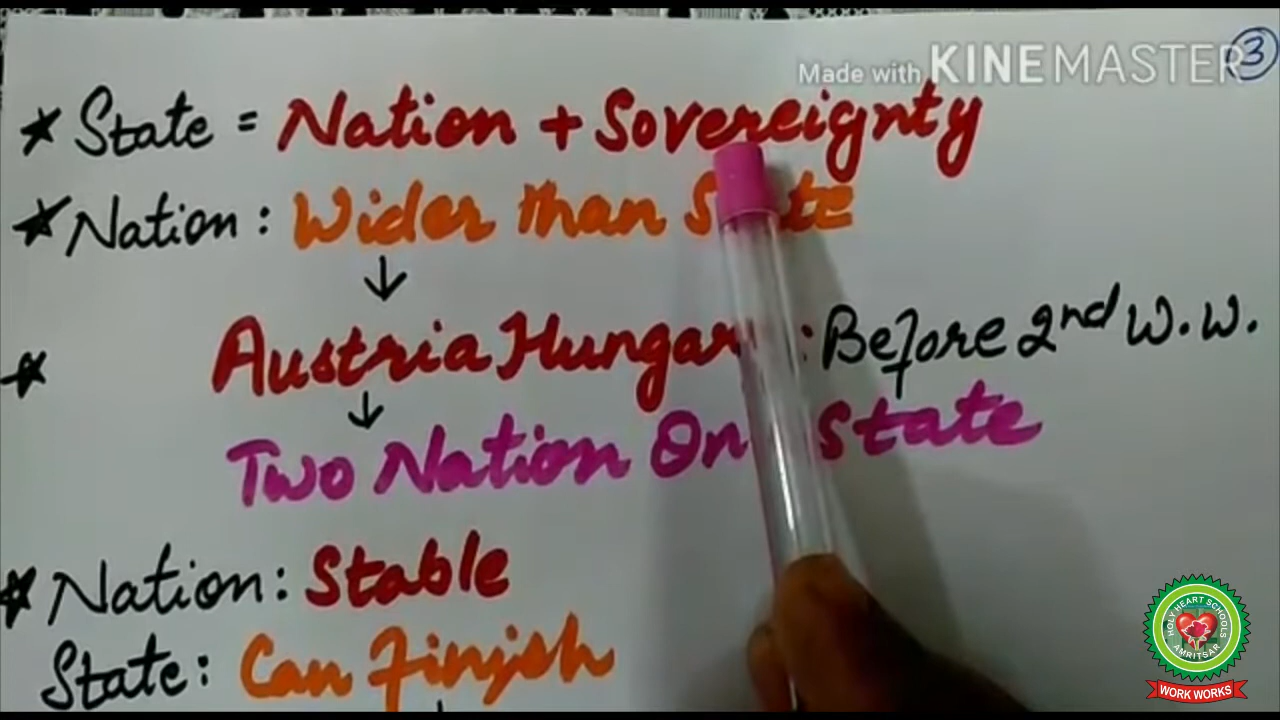 Made with KINEMASTER
3
★ State = Nation + Sovereignty
★ Nation : Wider than State
↓
★ Austria Hungar : Before 2nd W.W.
↓
Two Nation On State
★ Nation : Stable
State : Can Finish
HOLY HEART SCHOOLS
AMRITSAR
WORK WORKS